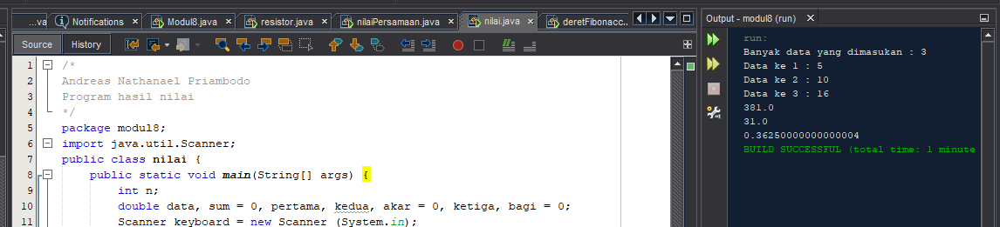 ...va
Notifications
Modul8.java
resistor.java
nilaiPersamaan.java
nilai.java
deretFibonacc...
Output - modul8 (run)
Source
History
1 /*
2 Andreas Nathanael Priambodo
3 Program hasil nilai
4 */
5 package modul8;
6 import java.util.Scanner;
7 public class nilai {
8 public static void main(String[] args) {
9 int n;
10 double data, sum = 0, pertama, kedua, akar = 0, ketiga, bagi = 0;
11 Scanner keyboard = new Scanner (System.in);
run:
Banyak data yang dimasukan : 3
Data ke 1 : 5
Data ke 2 : 10
Data ke 3 : 16
381.0
31.0
0.36250000000000004
BUILD SUCCESSFUL (total time: 1 minute